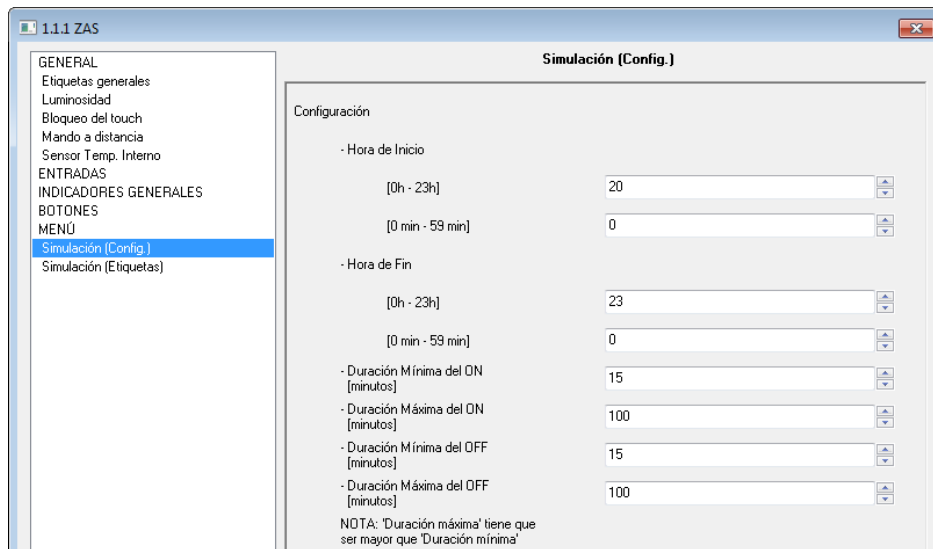 1.1.1 ZAS
GENERAL
Etiquetas generales
Luminosidad
Bloqueo del touch
Mando a distancia
Sensor Temp. Interno
ENTRADAS
INDICADORES GENERALES
BOTONES
MENÚ
Simulación (Config.)
Simulación (Etiquetas)
Simulación (Config.)
Configuración
- Hora de Inicio
[0h - 23h] 20
[0 min - 59 min] 0
- Hora de Fin
[0h - 23h] 23
[0 min - 59 min] 0
- Duración Mínima del ON
[minutos] 15
- Duración Máxima del ON
[minutos] 100
- Duración Mínima del OFF
[minutos] 15
- Duración Máxima del OFF
[minutos] 100
NOTA: 'Duración máxima' tiene que
ser mayor que 'Duración mínima'